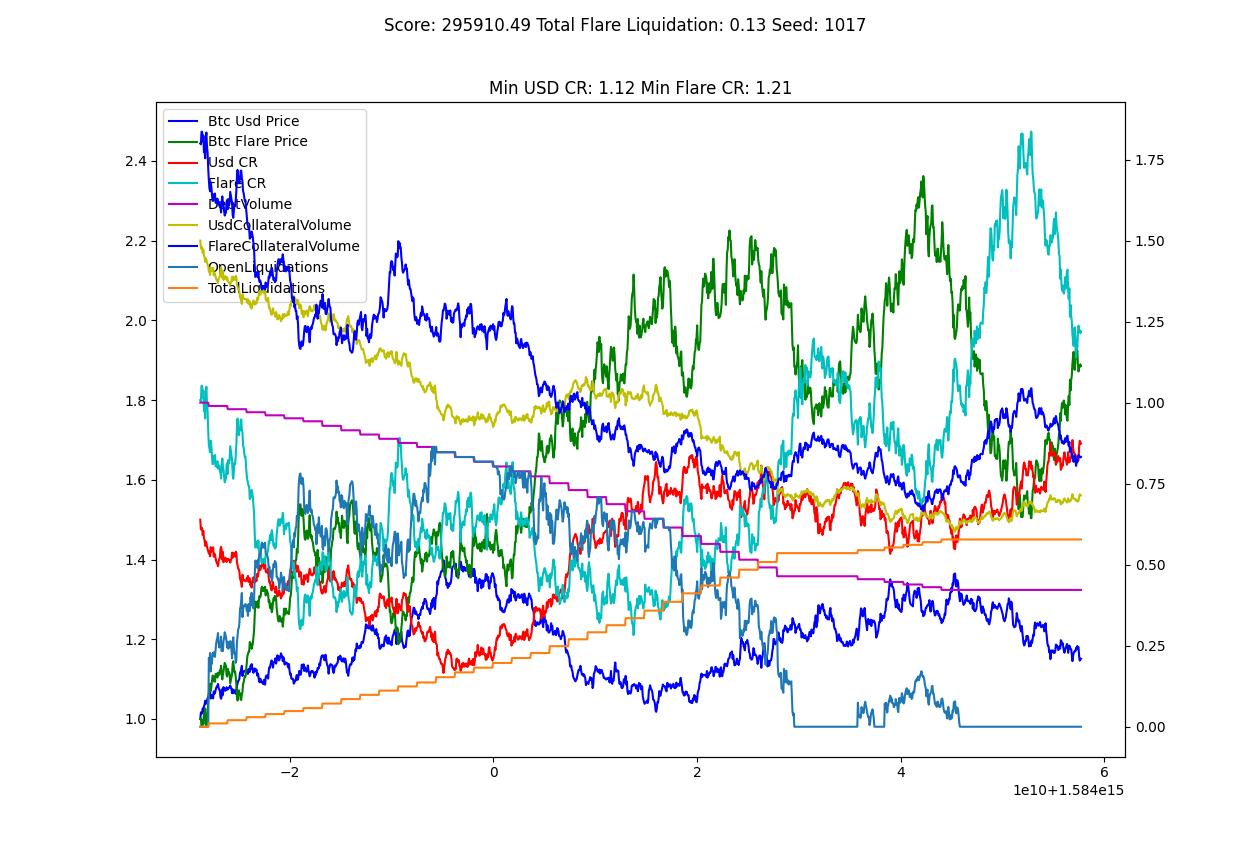 Score: 295910.49 Total Flare Liquidation: 0.13 Seed: 1017
Min USD CR: 1.12 Min Flare CR: 1.21
Btc Usd Price
Btc Flare Price
Usd CR
Flare CR
DebtVolume
UsdCollateralVolume
FlareCollateralVolume
OpenLiquidations
TotalLiquidations
2.4
2.2
2.0
1.8
1.6
1.4
1.2
1.0
1.75
1.50
1.25
1.00
0.75
0.50
0.25
0.00
−2
0
2
4
6
1e10+1.584e15